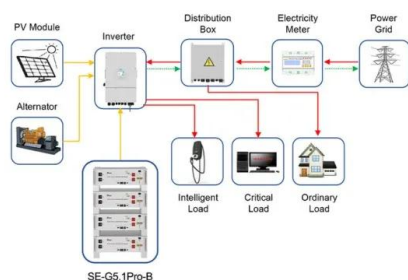 PV Module
Inverter
Distribution
Box
Electricity
Meter
Power
Grid
Alternator
Intelligent
Load
Critical
Load
Ordinary
Load
SE-G5.1Pro-B